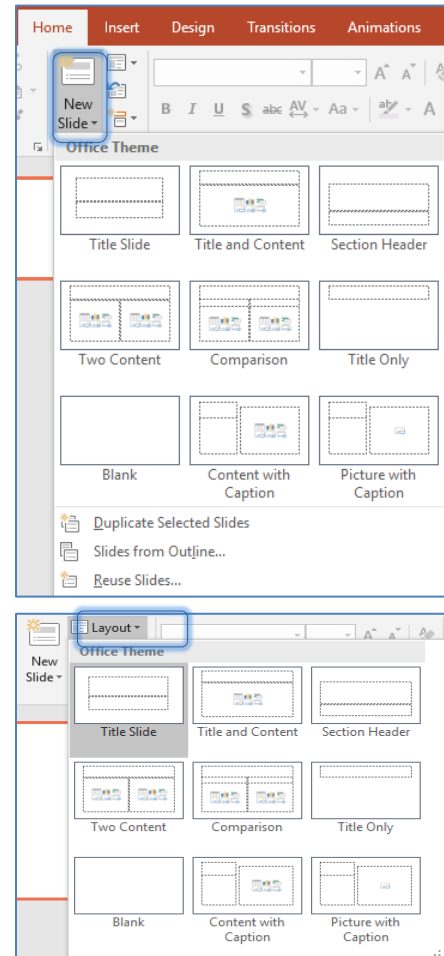 Home Insert Design Transitions Animations
New
Slide
B I U S abc AV Aa A
Office Theme
Title Slide Title and Content Section Header
Two Content Comparison Title Only
Blank Content with Caption Picture with Caption
Duplicate Selected Slides
Slides from Outline...
Reuse Slides...
Layout
New
Slide
Office Theme
Title Slide Title and Content Section Header
Two Content Comparison Title Only
Blank Content with Caption Picture with Caption